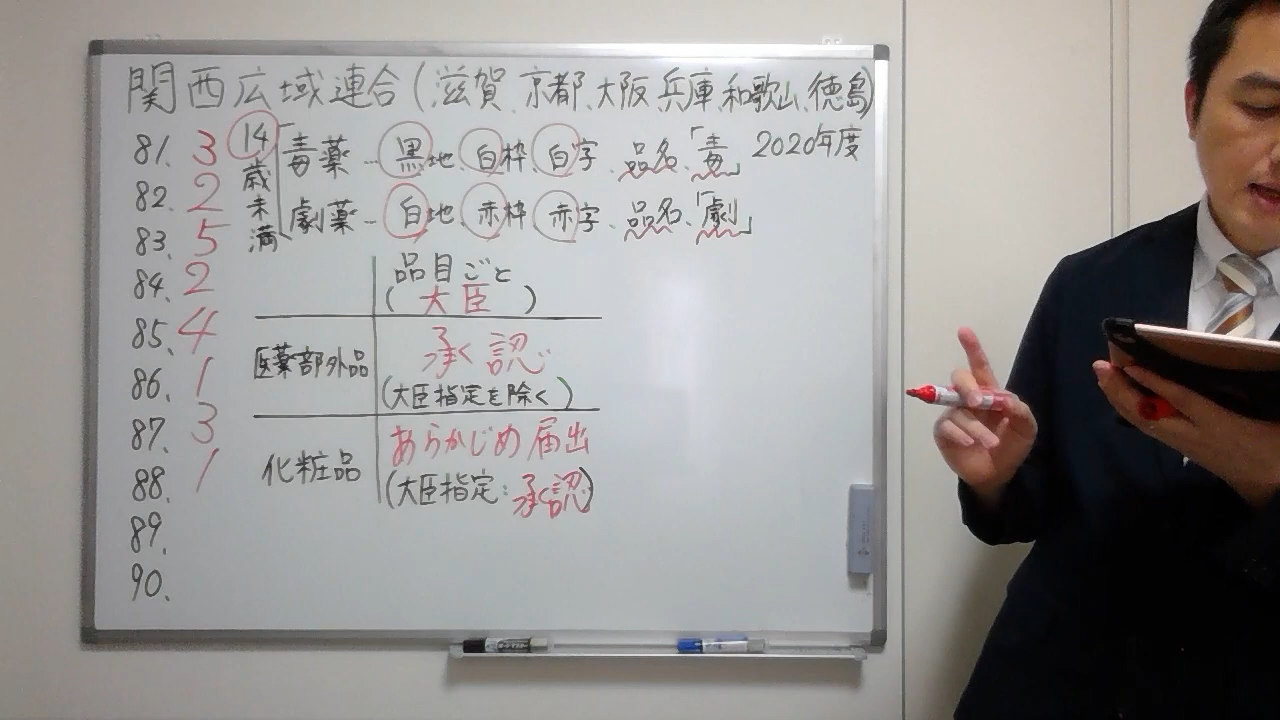 関西広域連合(滋賀、京都、大阪、兵庫、和歌山、徳島)
2020年度
81. 3
82. 2
83. 5
84. 2
85. 4
86. 1
87. 3
88. 1
89.
90.
14歳未満
毒薬…黒地、白枠、白字、品名、「毒」
劇薬…白地、赤枠、赤字、品名、「劇」
品目ごと
(大臣)
医薬部外品 承認
(大臣指定を除く)
化粧品 あらかじめ届出
(大臣指定:承認)